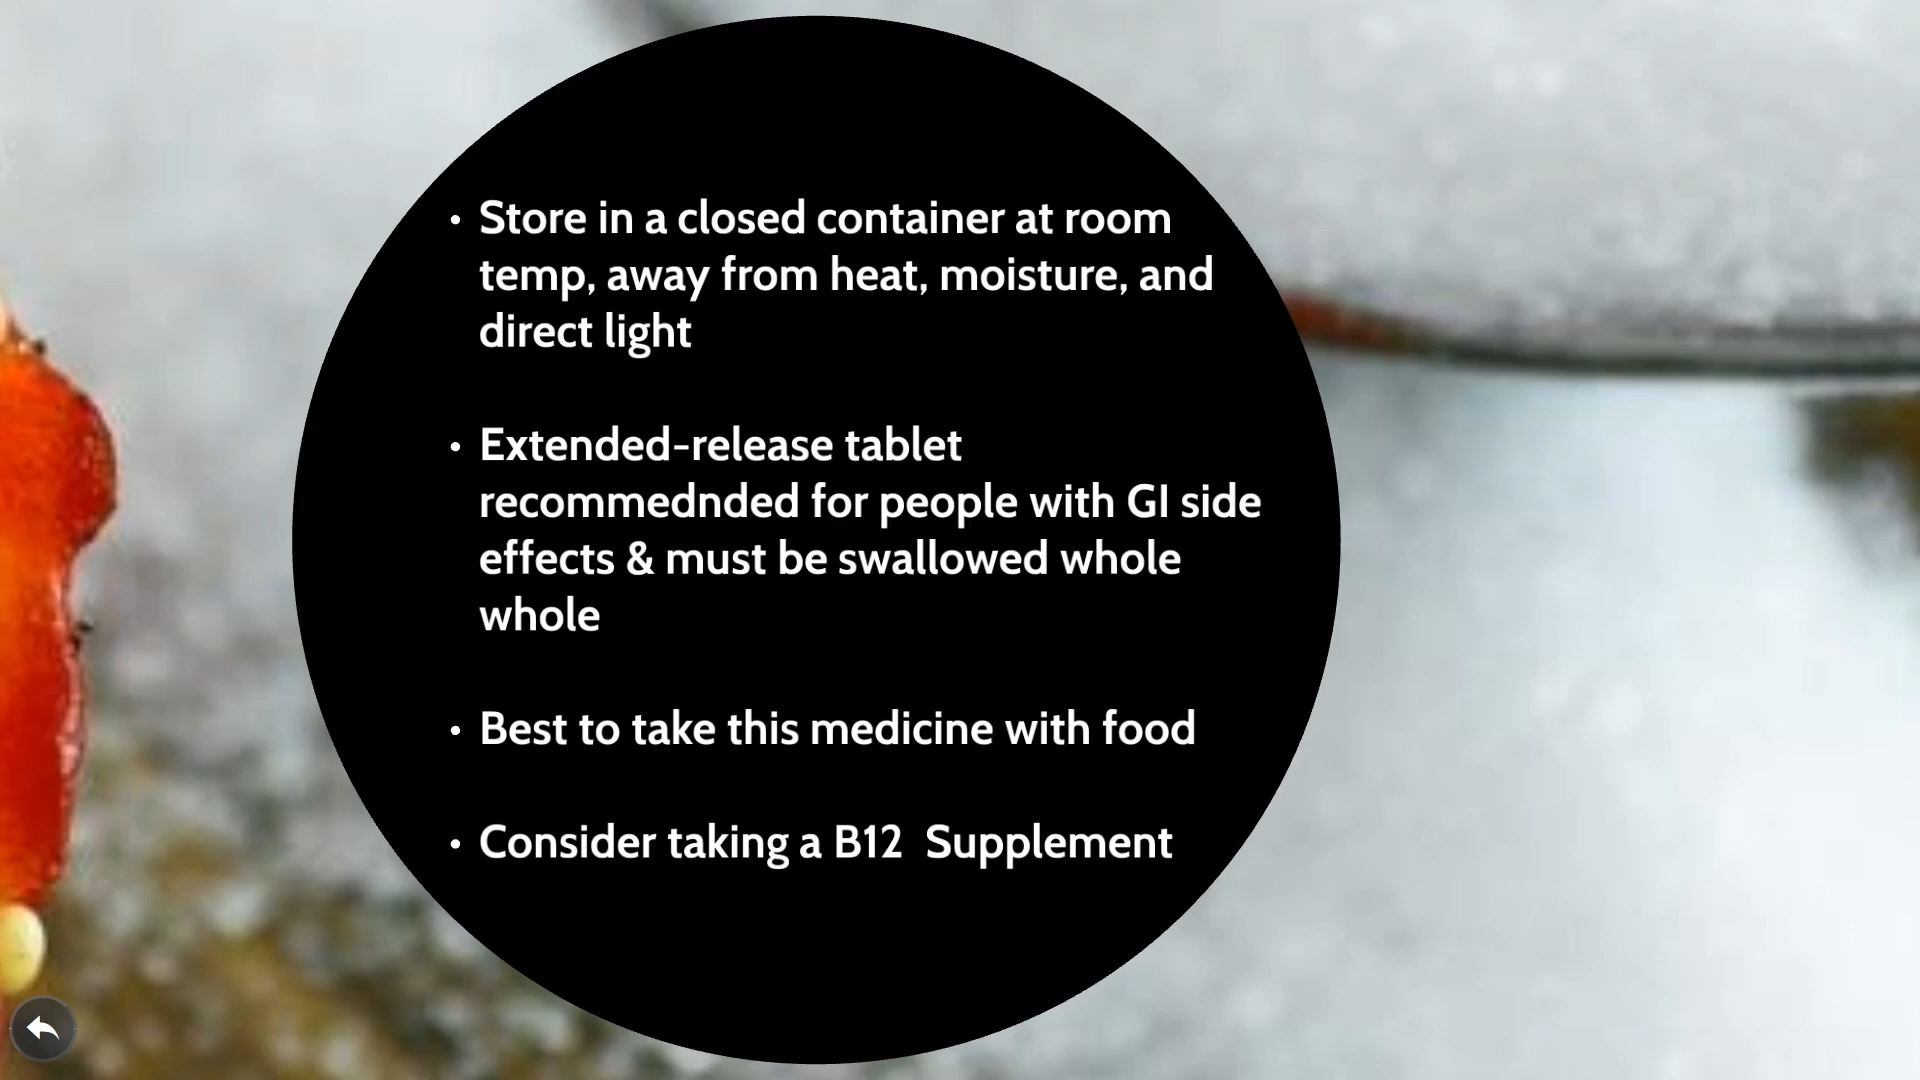 • Store in a closed container at room
temp, away from heat, moisture, and
direct light
• Extended-release tablet
recommednded for people with GI side
effects & must be swallowed whole
whole
• Best to take this medicine with food
• Consider taking a B12  Supplement